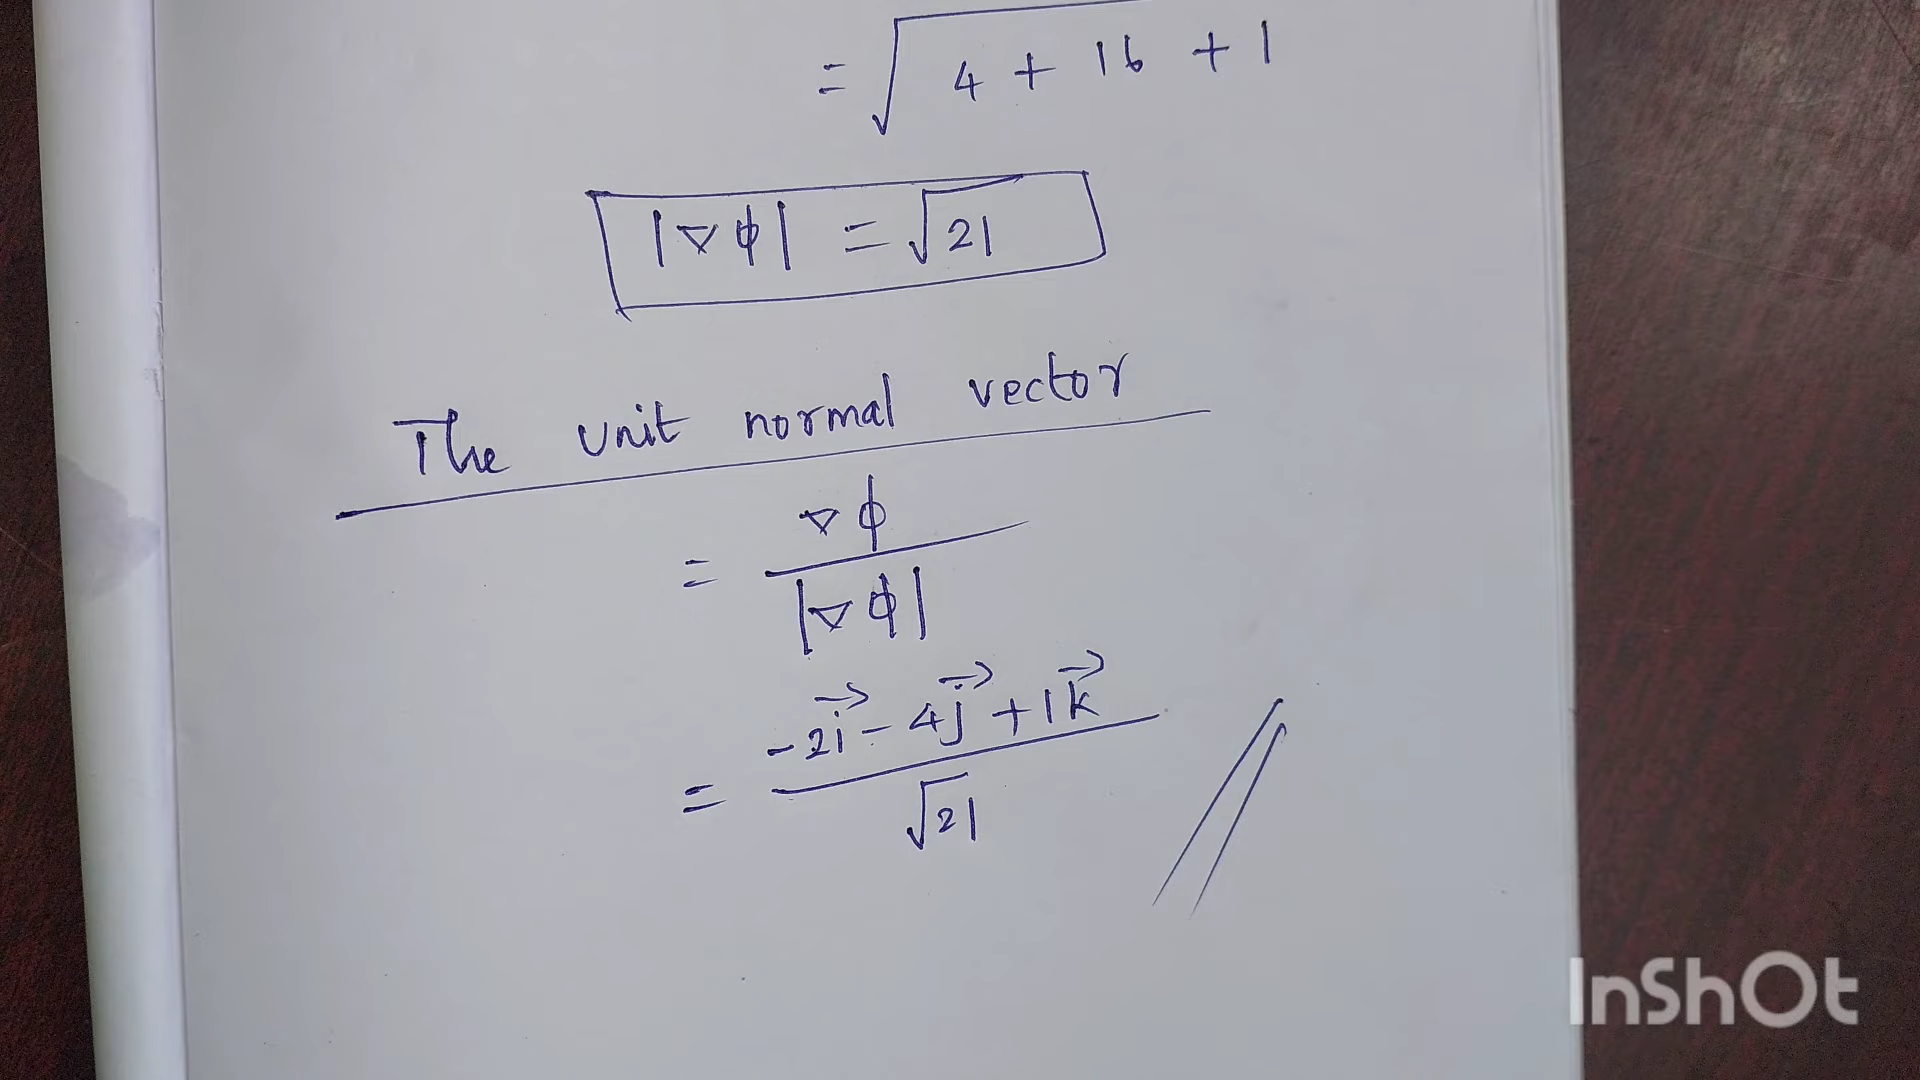 = √4 + 16 + 1
|∇φ| = √21
The unit normal vector
= ∇φ / |∇φ|
= -2i⃗ - 4j⃗ + 1k⃗ / √21
InShOt